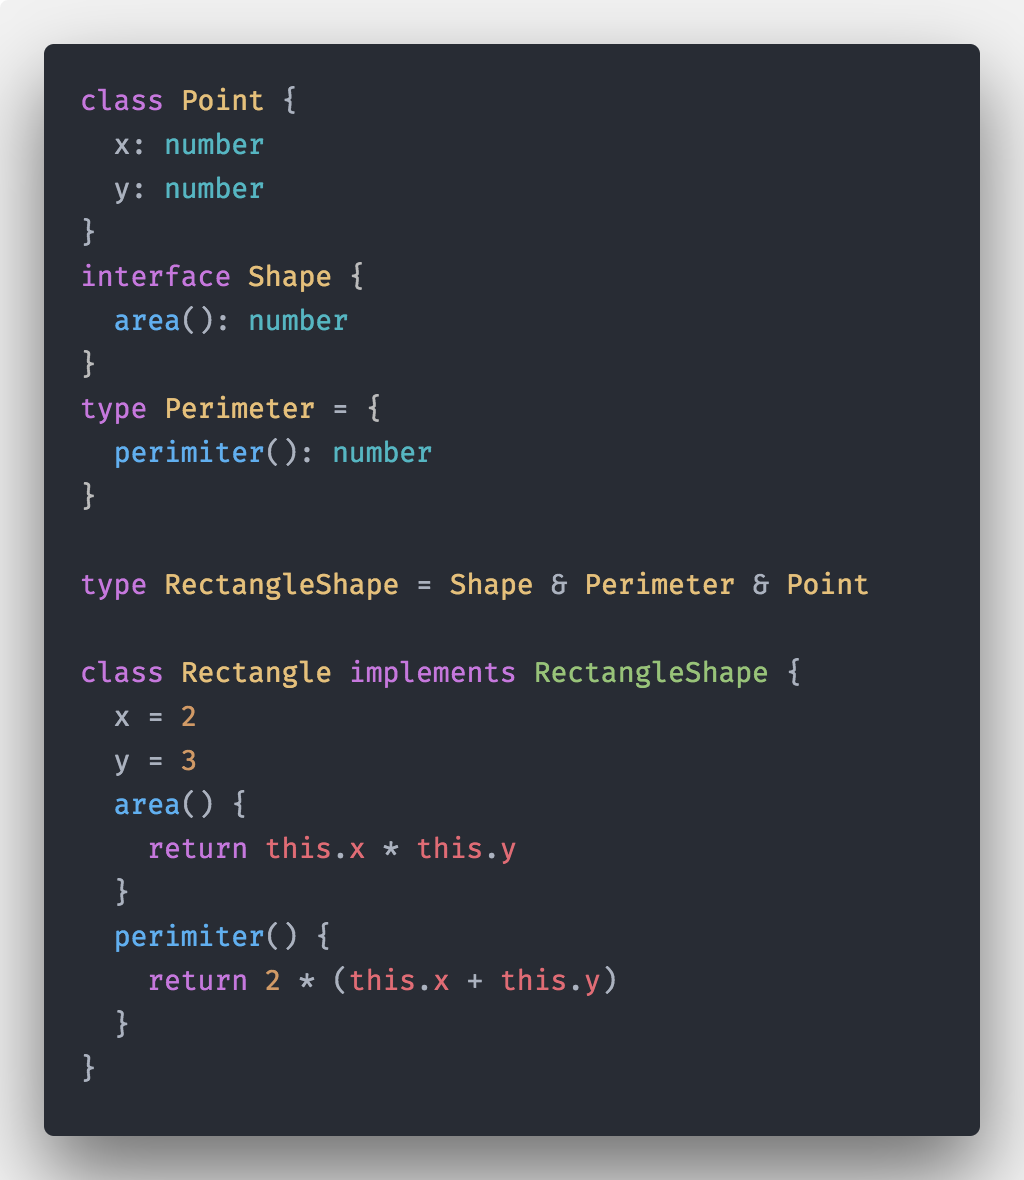 class Point {
  x: number
  y: number
}
interface Shape {
  area(): number
}
type Perimeter = {
  perimiter(): number
}

type RectangleShape = Shape & Perimeter & Point

class Rectangle implements RectangleShape {
  x = 2
  y = 3
  area() {
    return this.x * this.y
  }
  perimiter() {
    return 2 * (this.x + this.y)
  }
}